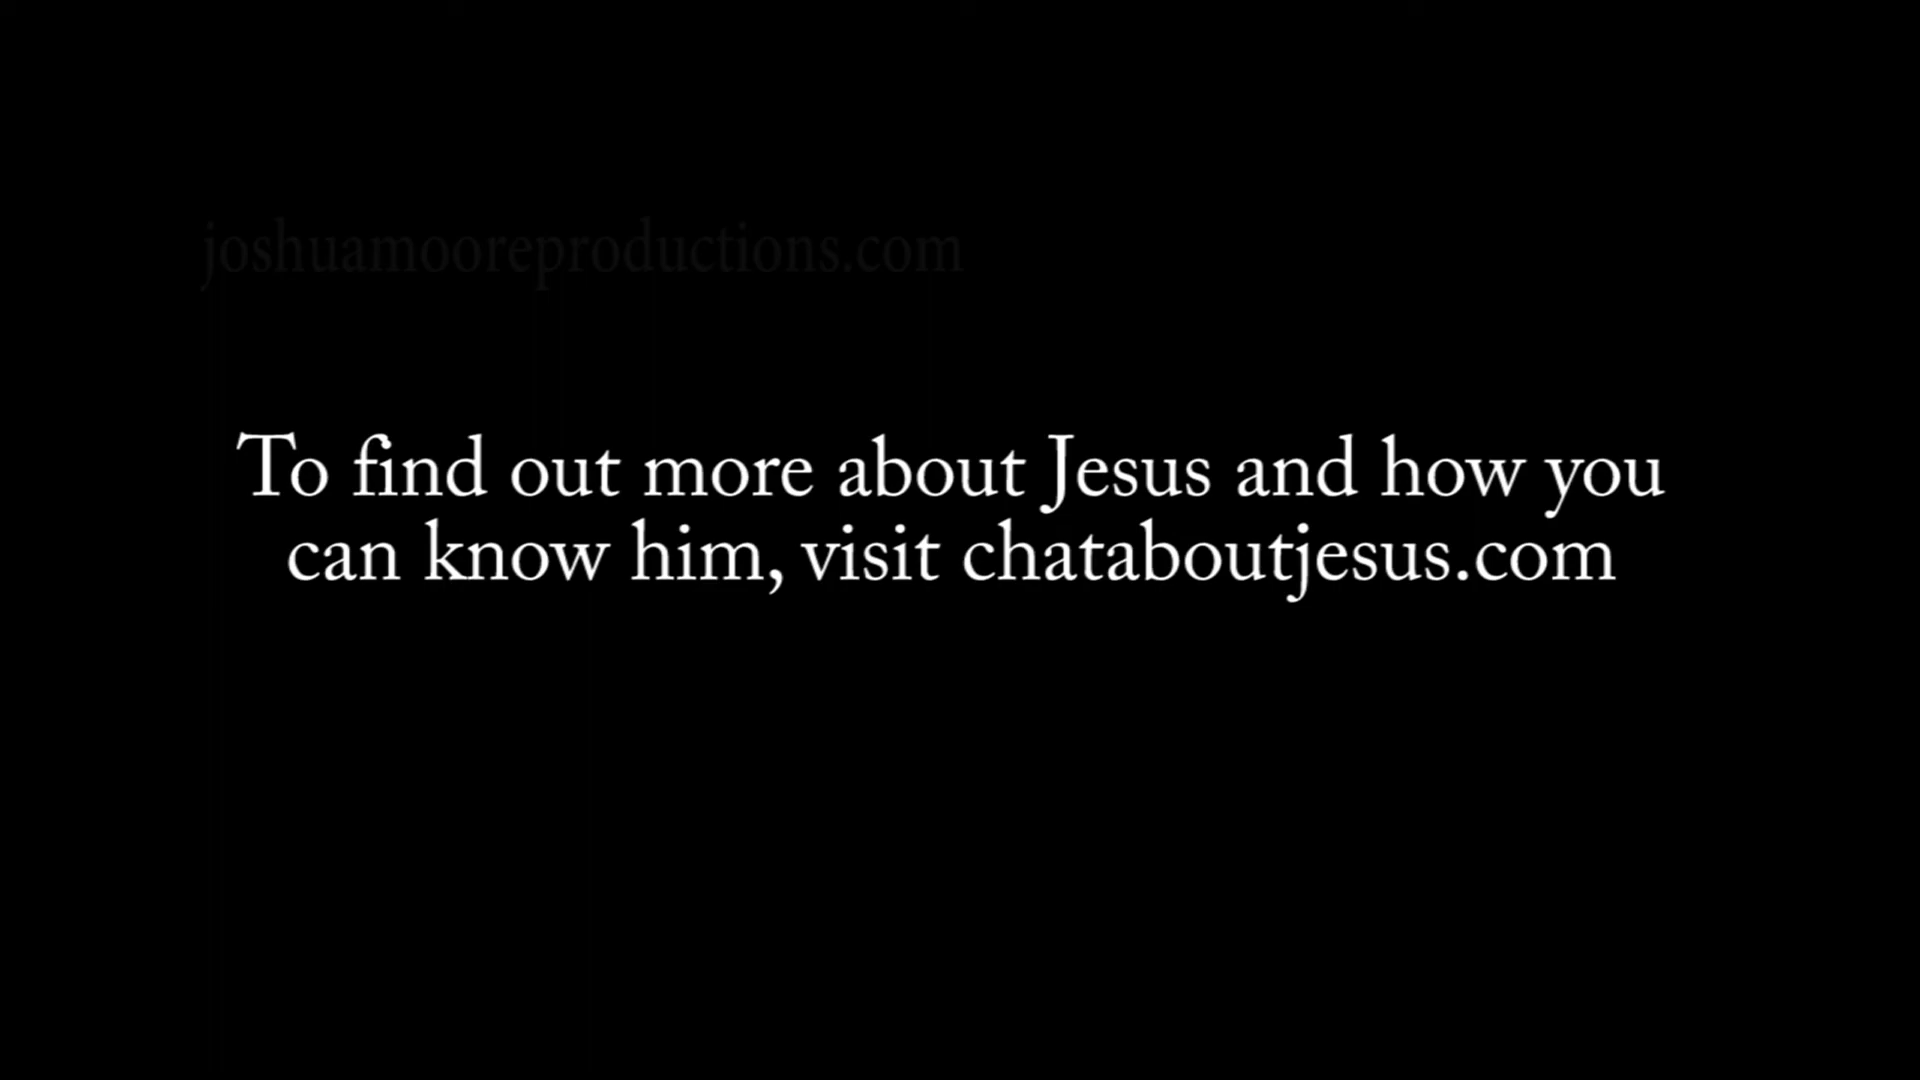 joshuamooreproductions.com
To find out more about Jesus and how you
can know him, visit chataboutjesus.com